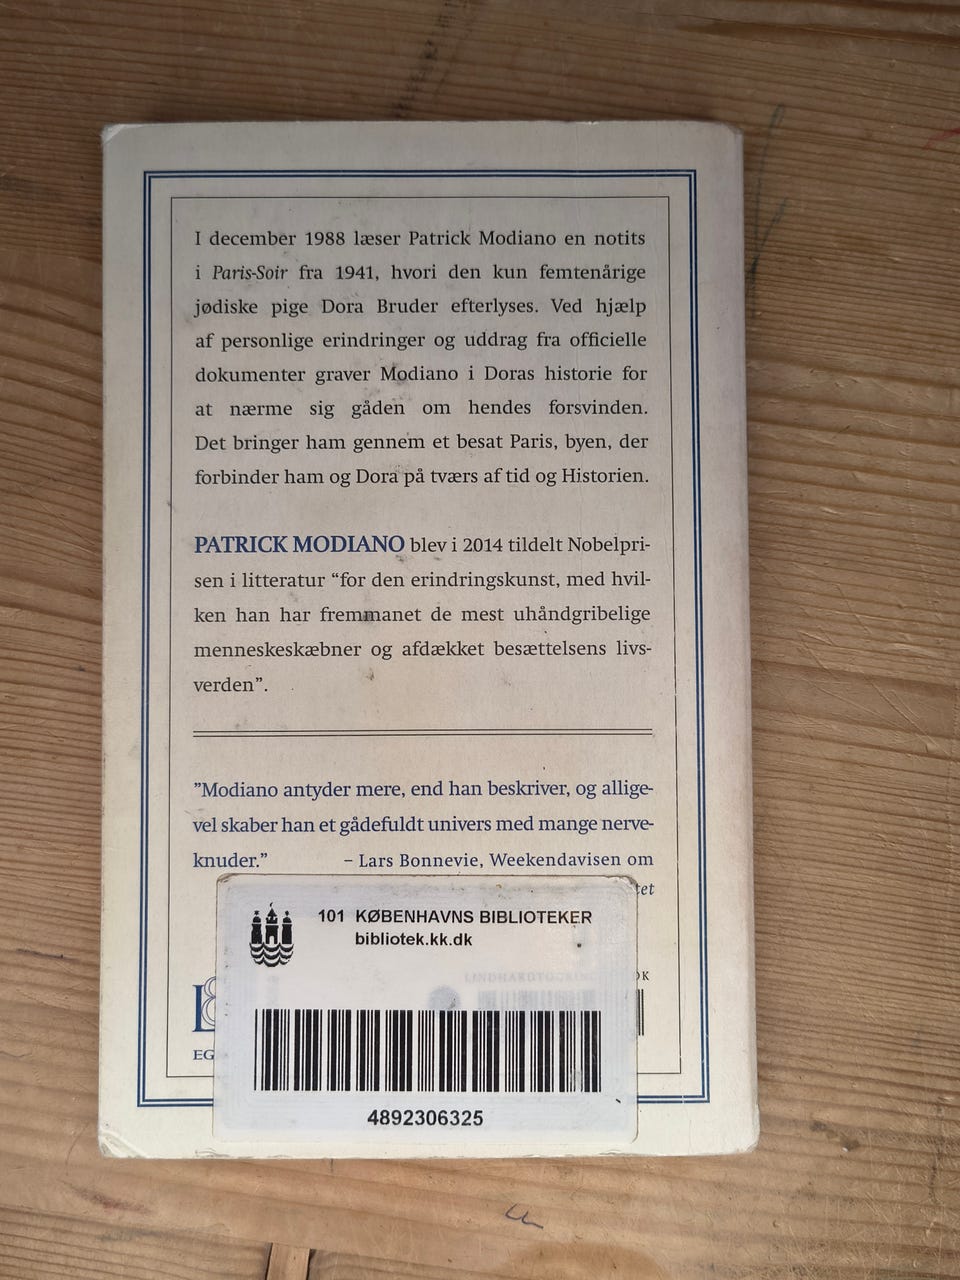 I december 1988 læser Patrick Modiano en notits
i Paris-Soir fra 1941, hvori den kun femtenårige
jødiske pige Dora Bruder efterlyses. Ved hjælp
af personlige erindringer og uddrag fra officielle
dokumenter graver Modiano i Doras historie for
at nærme sig gåden om hendes forsvinden.
Det bringer ham gennem et besat Paris, byen, der
forbinder ham og Dora på tværs af tid og Historien.
PATRICK MODIANO blev i 2014 tildelt Nobelpri-
sen i litteratur “for den erindringskunst, med hvil-
ken han har fremmanet de mest uhåndgribelige
menneskeskæbner og afdækket besættelsens livs-
verden”.
”Modiano antyder mere, end han beskriver, og allige-
vel skaber han et gådefuldt univers med mange nerve-
knuder.” – Lars Bonnevie, Weekendavisen om
tet
101 KØBENHAVNS BIBLIOTEKER
bibliotek.kk.dk
DK
L&
EG
4892306325